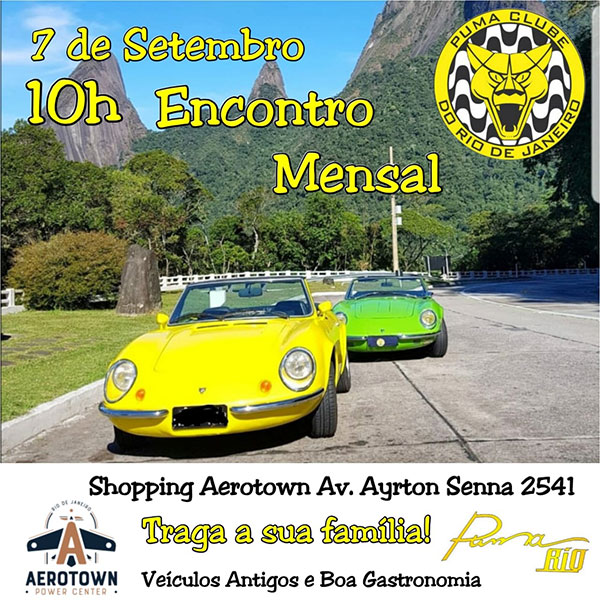 7 de Setembro
10h Encontro
Mensal
PUMA CLUBE
DO RIO DE JANEIRO
Shopping Aerotown Av. Ayrton Senna 2541
Traga a sua família!
Veículos Antigos e Boa Gastronomia
RIO DE JANEIRO
A
AEROTOWN
POWER CENTER
Puma
Rio